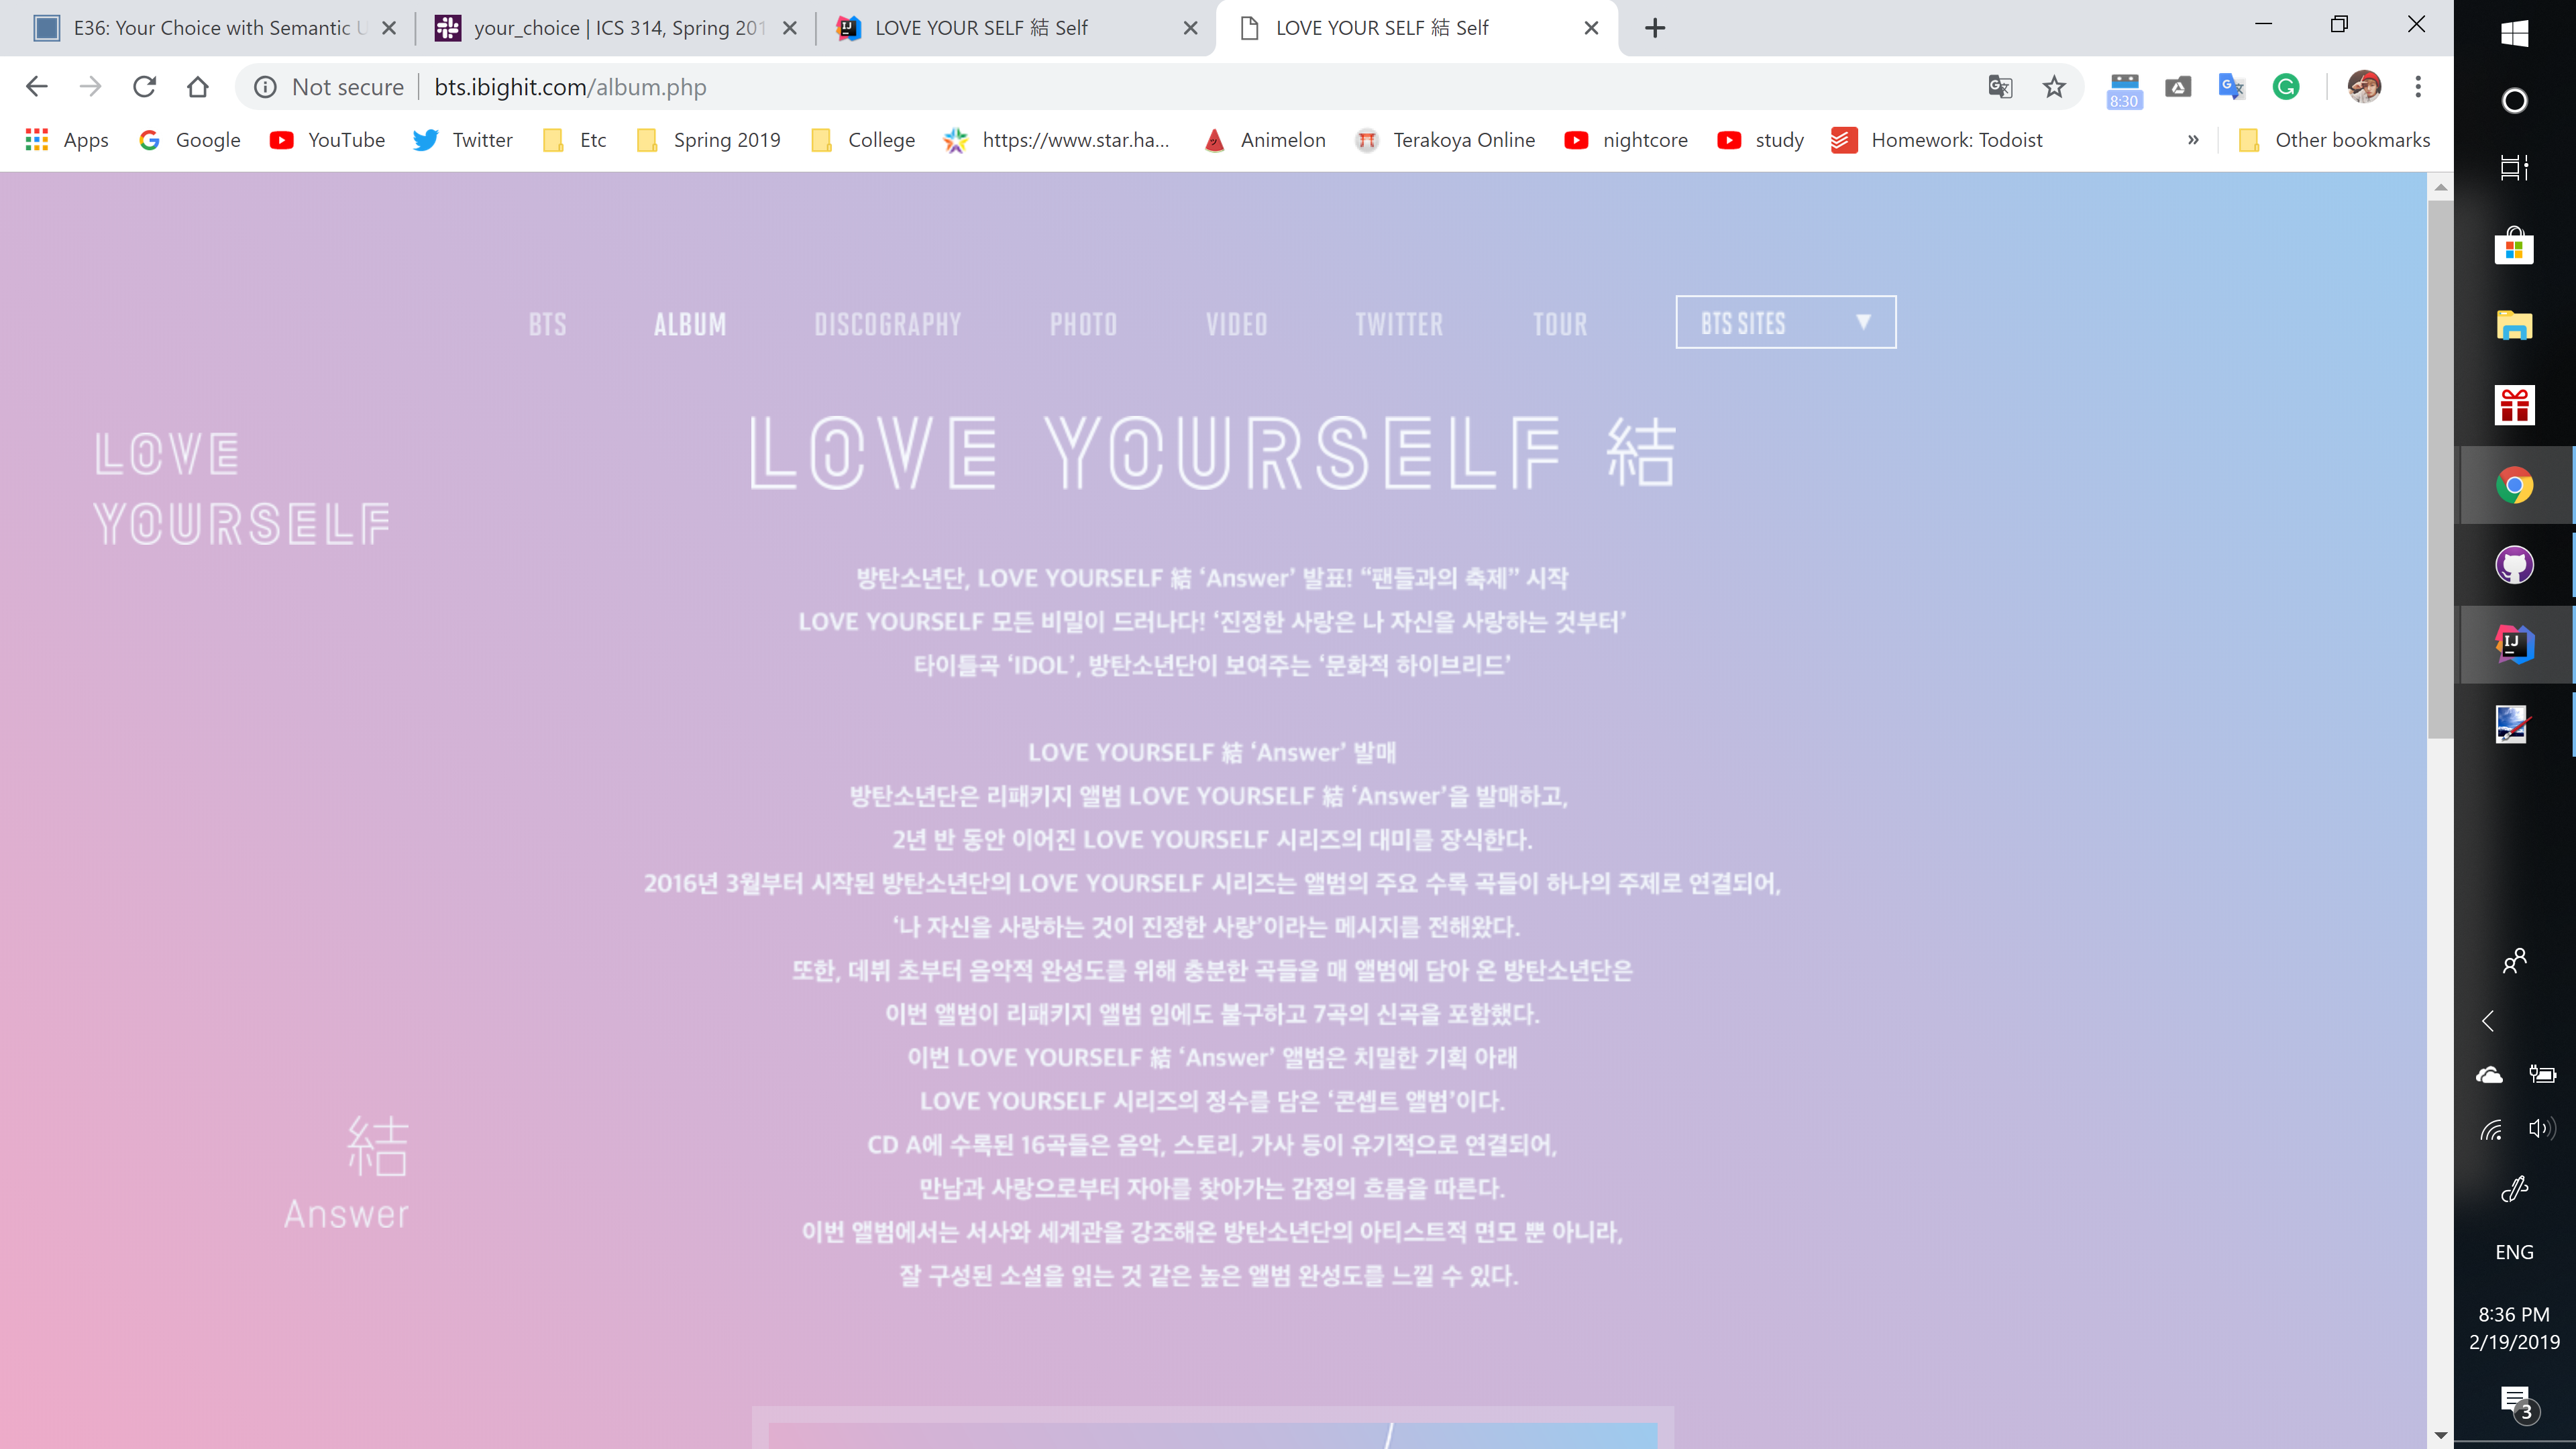 E36: Your Choice with Semantic U
your_choice | ICS 314, Spring 201
LOVE YOUR SELF 結 Self
LOVE YOUR SELF 結 Self
Not secure
bts.ibighit.com/album.php
8:30
Apps
Google
YouTube
Twitter
Etc
Spring 2019
College
https://www.star.ha...
Animelon
Terakoya Online
nightcore
study
Homework: Todoist
»
Other bookmarks
BTS
ALBUM
DISCOGRAPHY
PHOTO
VIDEO
TWITTER
TOUR
BTS SITES
LOVE
YOURSELF
LOVE YOURSELF 結
방탄소년단, LOVE YOURSELF 結 ‘Answer’ 발표! “팬들과의 축제” 시작
LOVE YOURSELF 모든 비밀이 드러나다! ‘진정한 사랑은 나 자신을 사랑하는 것부터’
타이틀곡 ‘IDOL’, 방탄소년단이 보여주는 ‘문화적 하이브리드’
LOVE YOURSELF 結 ‘Answer’ 발매
방탄소년단은 리패키지 앨범 LOVE YOURSELF 結 ‘Answer’을 발매하고,
2년 반 동안 이어진 LOVE YOURSELF 시리즈의 대미를 장식한다.
2016년 3월부터 시작된 방탄소년단의 LOVE YOURSELF 시리즈는 앨범의 주요 수록 곡들이 하나의 주제로 연결되어,
‘나 자신을 사랑하는 것이 진정한 사랑’이라는 메시지를 전해왔다.
또한, 데뷔 초부터 음악적 완성도를 위해 충분한 곡들을 매 앨범에 담아 온 방탄소년단은
이번 앨범이 리패키지 앨범 임에도 불구하고 7곡의 신곡을 포함했다.
이번 LOVE YOURSELF 結 ‘Answer’ 앨범은 치밀한 기획 아래
LOVE YOURSELF 시리즈의 정수를 담은 ‘콘셉트 앨범’이다.
CD A에 수록된 16곡들은 음악, 스토리, 가사 등이 유기적으로 연결되어,
만남과 사랑으로부터 자아를 찾아가는 감정의 흐름을 따른다.
이번 앨범에서는 서사와 세계관을 강조해온 방탄소년단의 아티스트적 면모 뿐 아니라,
잘 구성된 소설을 읽는 것 같은 높은 앨범 완성도를 느낄 수 있다.
結
Answer
IJ
ENG
8:36 PM
2/19/2019
3